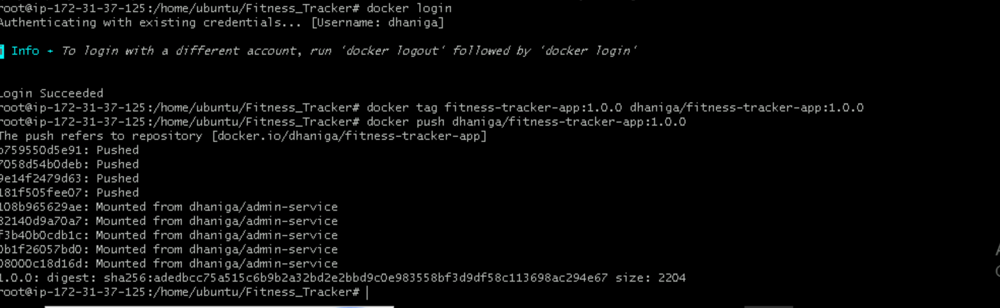 root@ip-172-31-37-125:/home/ubuntu/Fitness_Tracker# docker login
Authenticating with existing credentials... [Username: dhaniga]
Info → To login with a different account, run 'docker logout' followed by 'docker login'
Login Succeeded
root@ip-172-31-37-125:/home/ubuntu/Fitness_Tracker# docker tag fitness-tracker-app:1.0.0 dhaniga/fitness-tracker-app:1.0.0
root@ip-172-31-37-125:/home/ubuntu/Fitness_Tracker# docker push dhaniga/fitness-tracker-app:1.0.0
The push refers to repository [docker.io/dhaniga/fitness-tracker-app]
b759550d5e91: Pushed
7058d54b0deb: Pushed
9e14f2479d63: Pushed
181f505fee07: Pushed
108b965629ae: Mounted from dhaniga/admin-service
82140d9a70a7: Mounted from dhaniga/admin-service
f3b40b0cdb1c: Mounted from dhaniga/admin-service
0b1f26057bd0: Mounted from dhaniga/admin-service
08000c18d16d: Mounted from dhaniga/admin-service
1.0.0: digest: sha256:adedbcc75a515c6b9b2a32bd2e2bbd9c0e983558bf3d9df58c113698ac294e67 size: 2204
root@ip-172-31-37-125:/home/ubuntu/Fitness_Tracker#